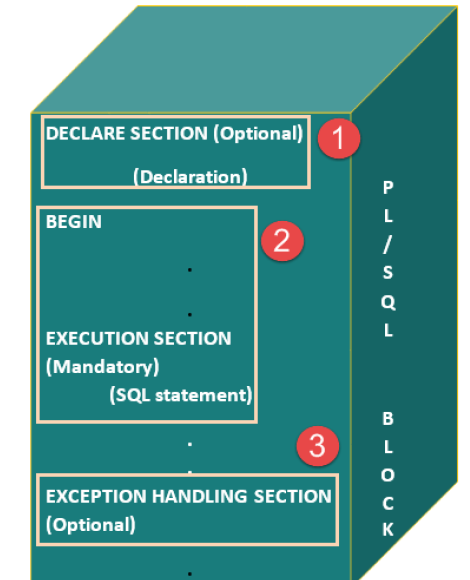 DECLARE SECTION (Optional)
1
(Declaration)
BEGIN
2
.
.
EXECUTION SECTION
(Mandatory)
(SQL statement)
.
3
.
EXCEPTION HANDLING SECTION
(Optional)
.
P
L
/
S
Q
L
B
L
O
C
K